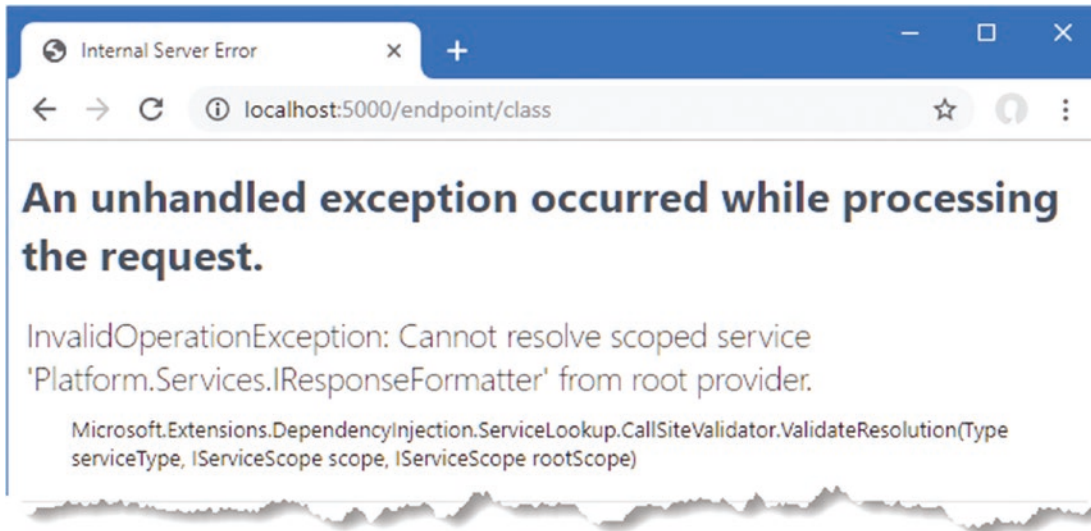 Internal Server Error
localhost:5000/endpoint/class
An unhandled exception occurred while processing
the request.
InvalidOperationException: Cannot resolve scoped service
'Platform.Services.IResponseFormatter' from root provider.
Microsoft.Extensions.DependencyInjection.ServiceLookup.CallSiteValidator.ValidateResolution(Type
serviceType, IServiceScope scope, IServiceScope rootScope)